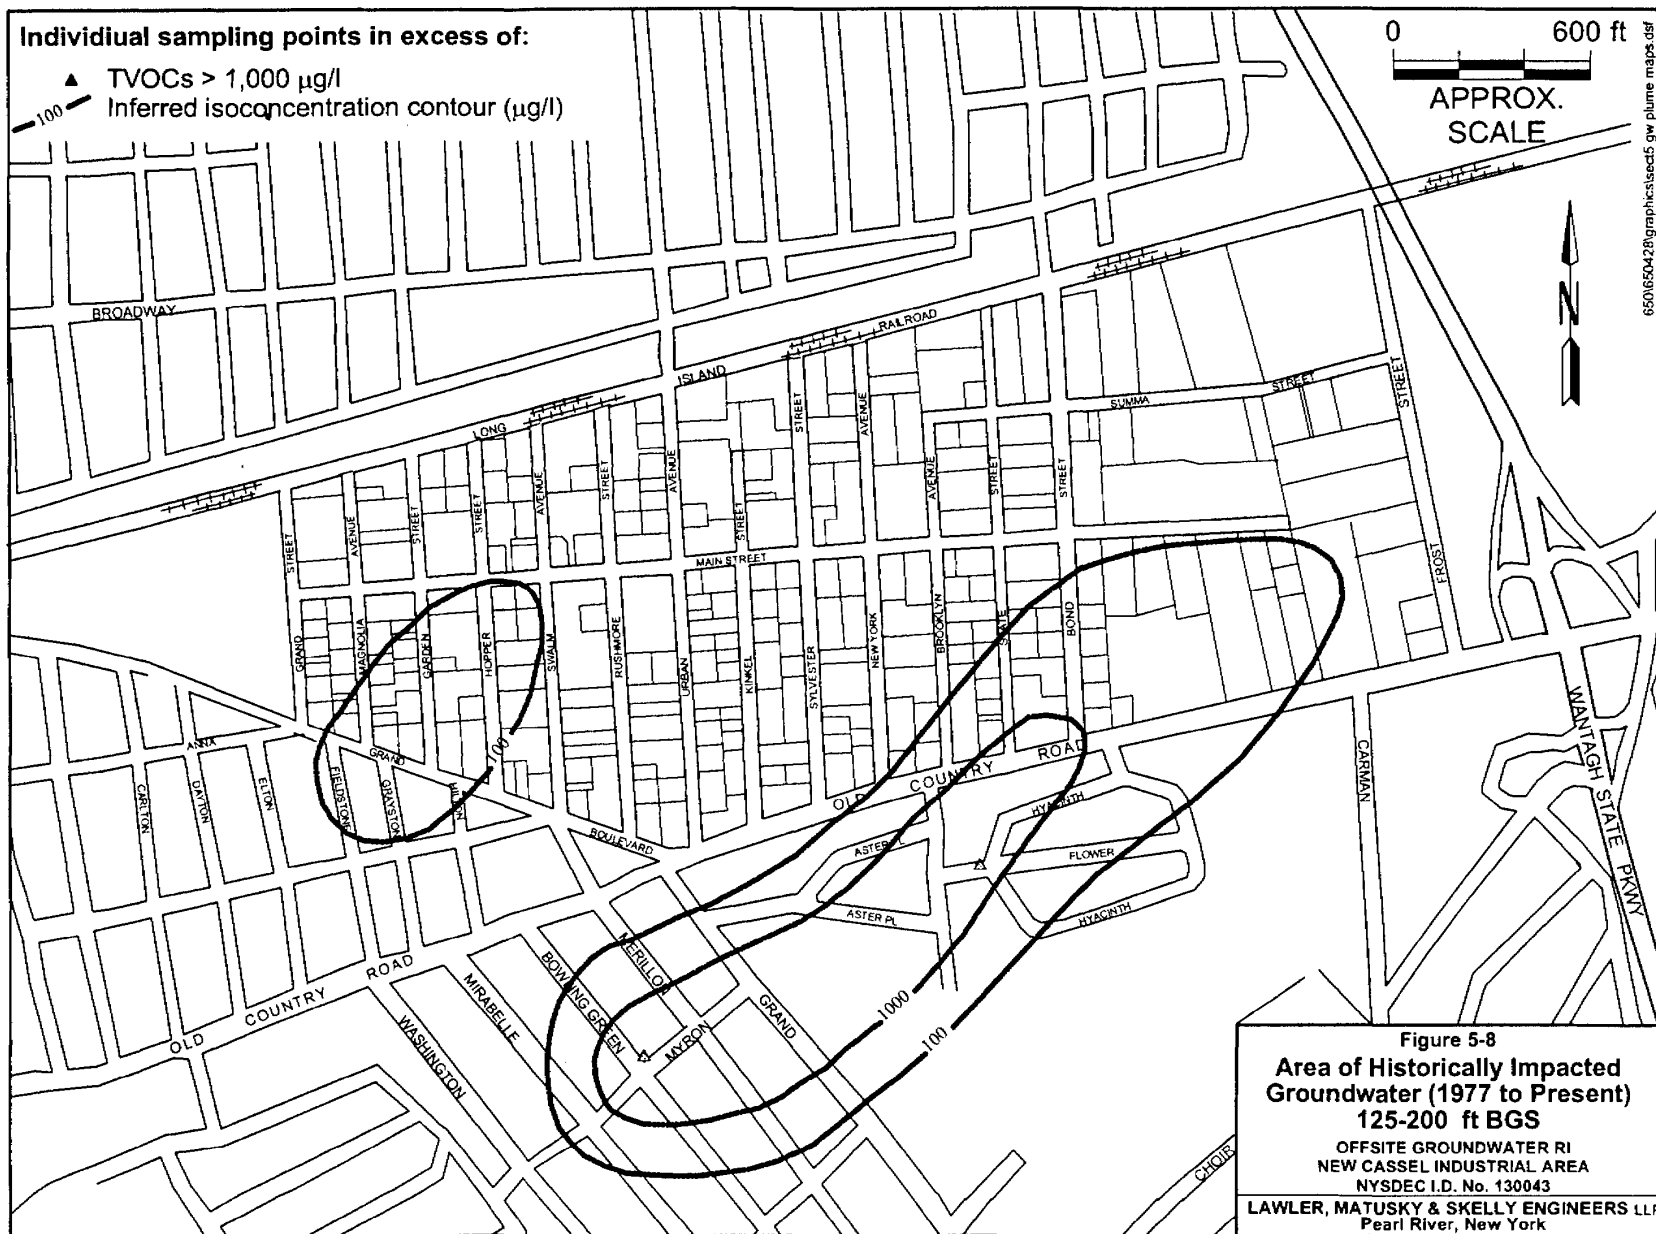 Individiual sampling points in excess of:
TVOCs > 1,000 µg/l
100
Inferred isoconcentration contour (µg/l)
0 600 ft
APPROX.
SCALE
650\650428\graphics\sect5 gw plume maps.dsf
N
BROADWAY
LONG
ISLAND
RAILROAD
SUMMA
STREET
STREET
FROST
STREET
AVENUE
STREET
STREET
AVENUE
STREET
AVENUE
STREET
STREET
AVENUE
AVENUE
STREET
STREET
MAIN STREET
GRAND
MAGNOLIA
GARDEN
HOPPER
SWALM
RUSHMORE
URBAN
KINKEL
SYLVESTER
NEW YORK
BROOKLYN
STATE
BOND
100
ANNA
GRAND
BOULEVARD
CARLTON
DAYTON
ELTON
FIELDSTONE
GRAYSTONE
HILTON
OLD COUNTRY ROAD
HYACINTH
ASTER PL
FLOWER
ASTER PL
HYACINTH
CARMAN
WANTAGH STATE PKWY
OLD COUNTRY ROAD
WASHINGTON
MIRABELLE
BOWLING GREEN
MERILLON
MYRON
GRAND
1000
100
CHOIR
Figure 5-8
Area of Historically Impacted
Groundwater (1977 to Present)
125-200 ft BGS
OFFSITE GROUNDWATER RI
NEW CASSEL INDUSTRIAL AREA
NYSDEC I.D. No. 130043
LAWLER, MATUSKY & SKELLY ENGINEERS LLP
Pearl River, New York